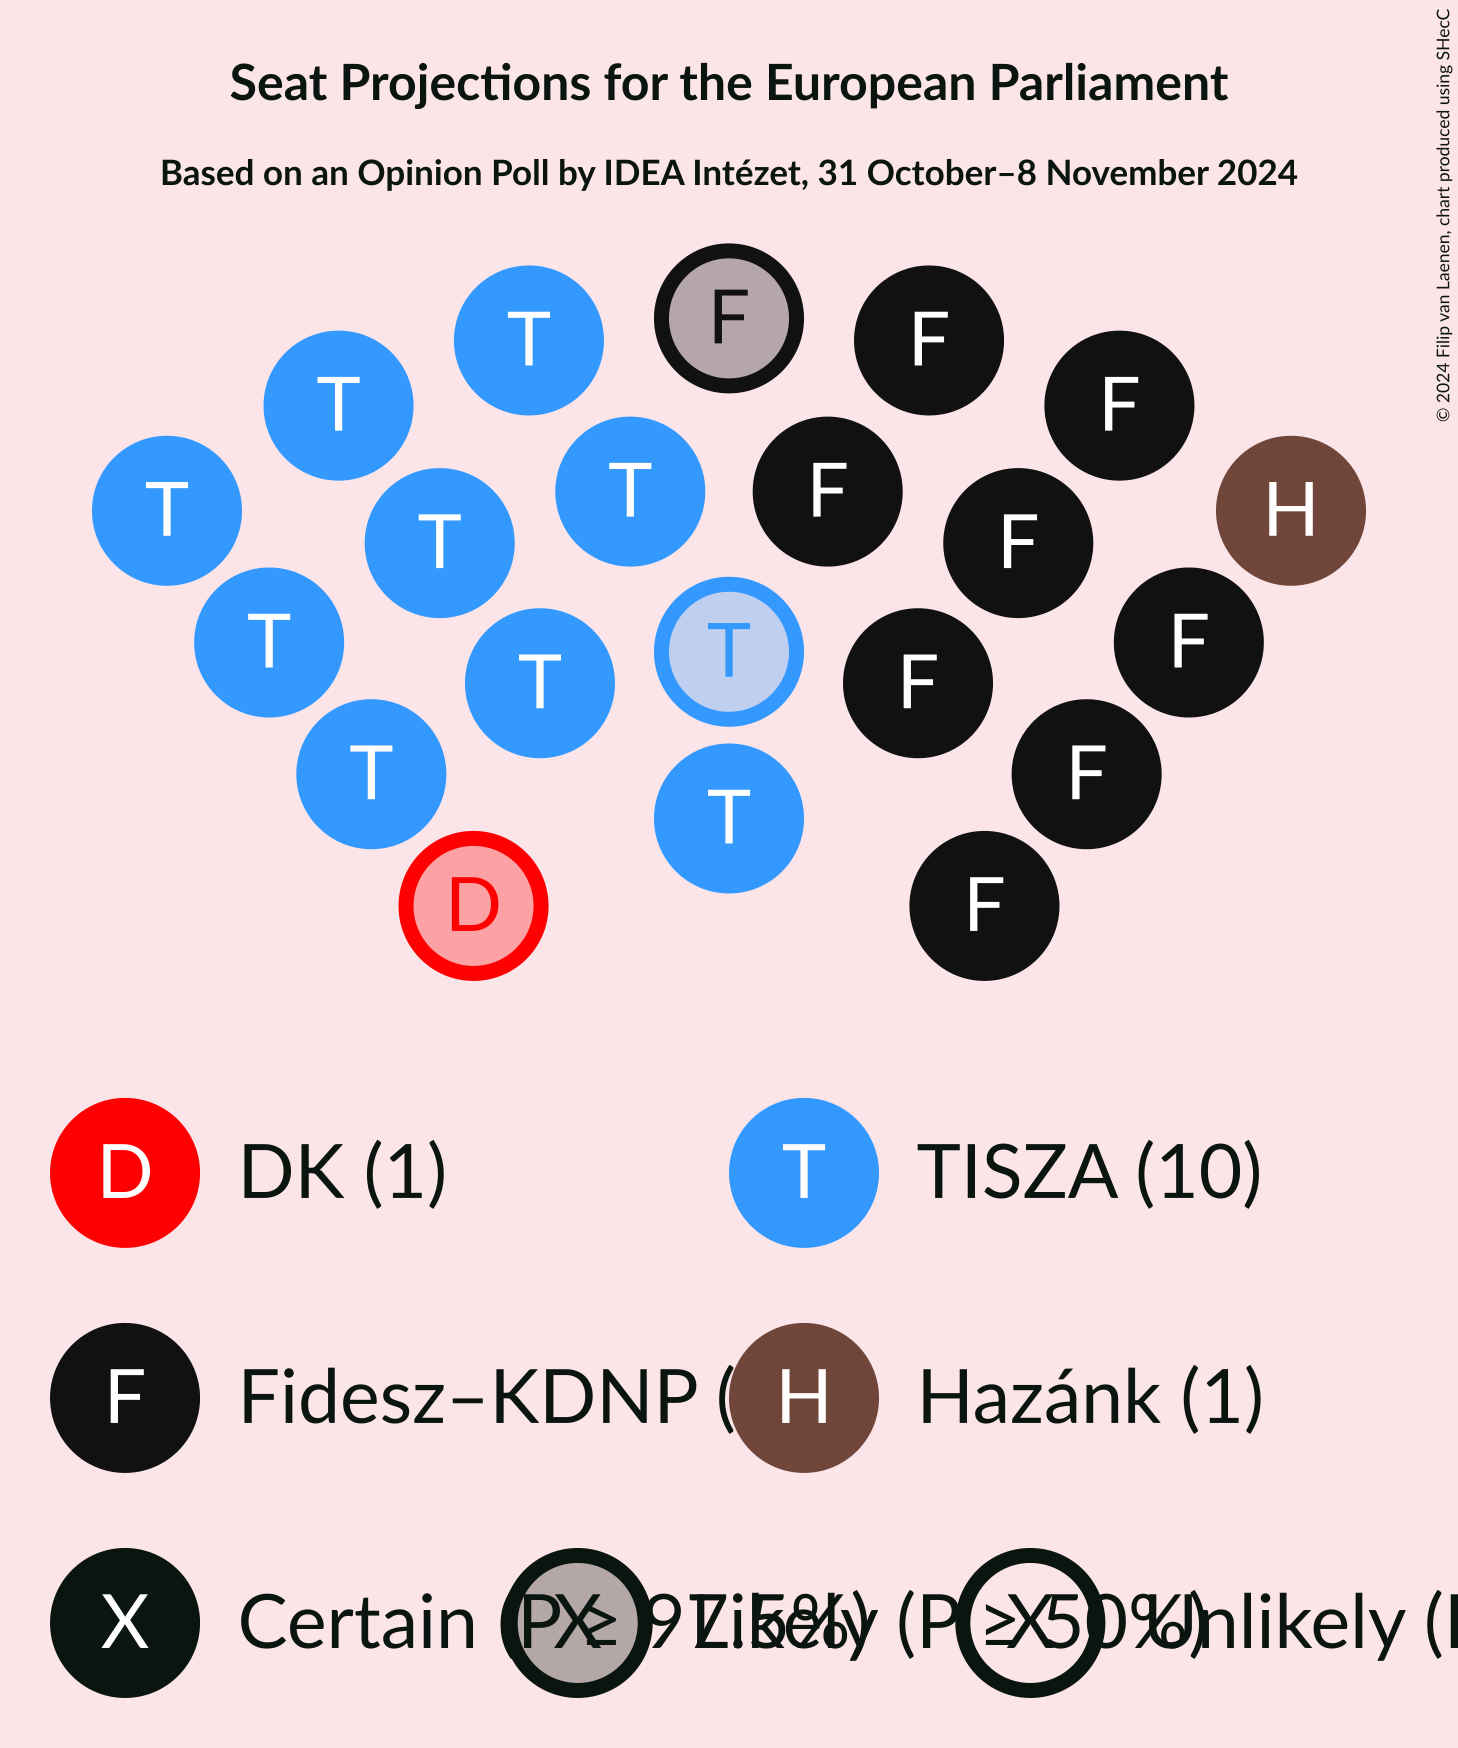 Seat Projections for the European Parliament
Based on an Opinion Poll by IDEA Intézet, 31 October–8 November 2024
© 2024 Filip van Laenen, chart produced using SHecC
F
T F
T F
T T F H
T F
T F
T
T F
T F
T
D F
D DK (1) T TISZA (10)
F Fidesz–KDNP ( H Hazánk (1)
X Certain (P ≥ 97.5%) X Likely (P ≥ 50%) X Unlikely (